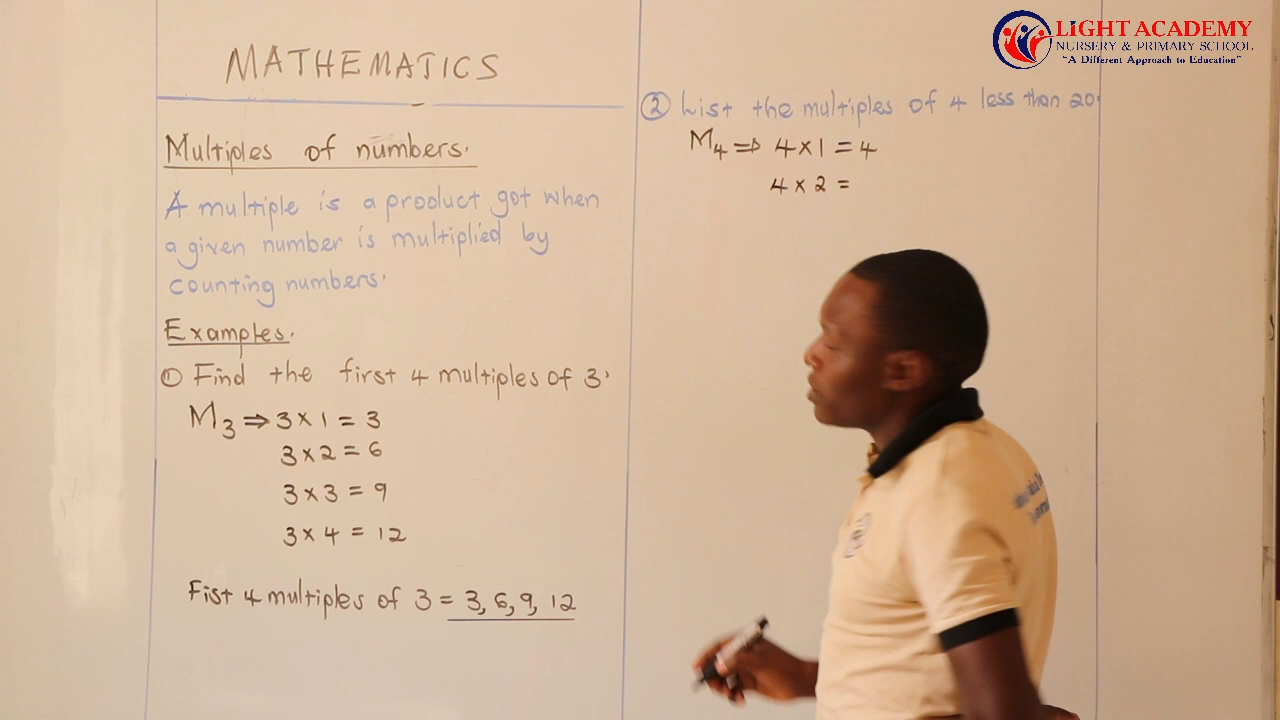 LIGHT ACADEMY
NURSERY & PRIMARY SCHOOL
"A Different Approach to Education"
MATHEMATICS
Multiples of numbers.
A multiple is a product got when
a given number is multiplied by
counting numbers.
Examples.
① Find the first 4 multiples of 3.
M₃ ⇒ 3 × 1 = 3
3 × 2 = 6
3 × 3 = 9
3 × 4 = 12
Fist 4 multiples of 3 = 3, 6, 9, 12
② List the multiples of 4 less than 20.
M₄ ⇒ 4 × 1 = 4
4 × 2 =